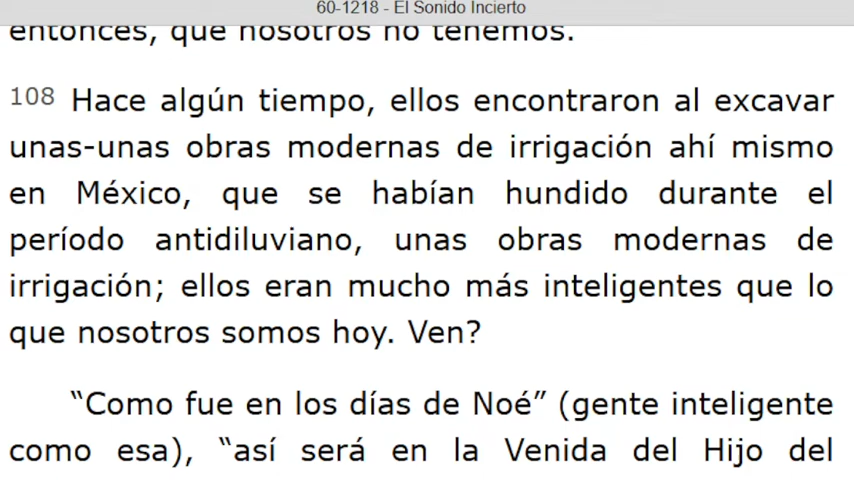 60-1218 - El Sonido Incierto
entonces, que nosotros no tenemos.
108 Hace algún tiempo, ellos encontraron al excavar
unas-unas obras modernas de irrigación ahí mismo
en México, que se habían hundido durante el
período antidiluviano, unas obras modernas de
irrigación; ellos eran mucho más inteligentes que lo
que nosotros somos hoy. Ven?
“Como fue en los días de Noé” (gente inteligente
como esa), “así será en la Venida del Hijo del